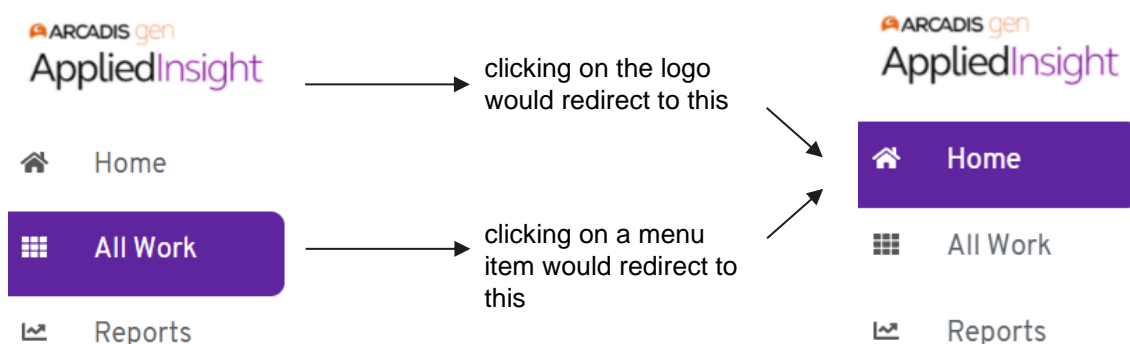 ARCADIS gen
AppliedInsight
Home
All Work
Reports
clicking on the logo
would redirect to this
clicking on a menu
item would redirect to
this
ARCADIS gen
AppliedInsight
Home
All Work
Reports